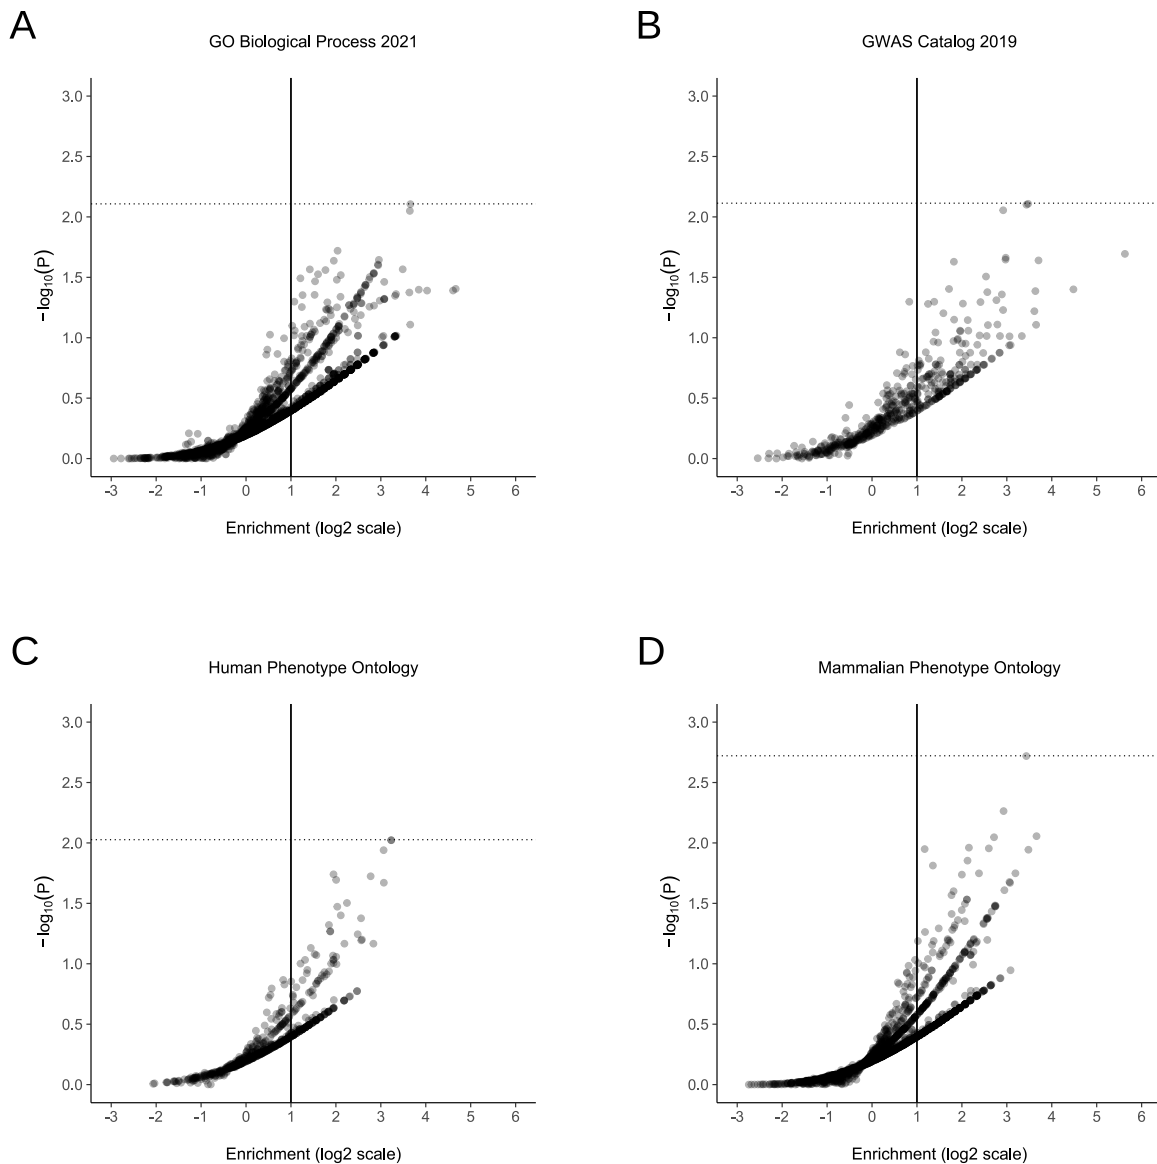 A
GO Biological Process 2021
3.0
2.5
2.0
1.5
1.0
0.5
0.0
−log10(P)
-3 -2 -1 0 1 2 3 4 5 6
Enrichment (log2 scale)
B
GWAS Catalog 2019
3.0
2.5
2.0
1.5
1.0
0.5
0.0
−log10(P)
-3 -2 -1 0 1 2 3 4 5 6
Enrichment (log2 scale)
C
Human Phenotype Ontology
3.0
2.5
2.0
1.5
1.0
0.5
0.0
−log10(P)
-3 -2 -1 0 1 2 3 4 5 6
Enrichment (log2 scale)
D
Mammalian Phenotype Ontology
3.0
2.5
2.0
1.5
1.0
0.5
0.0
−log10(P)
-3 -2 -1 0 1 2 3 4 5 6
Enrichment (log2 scale)